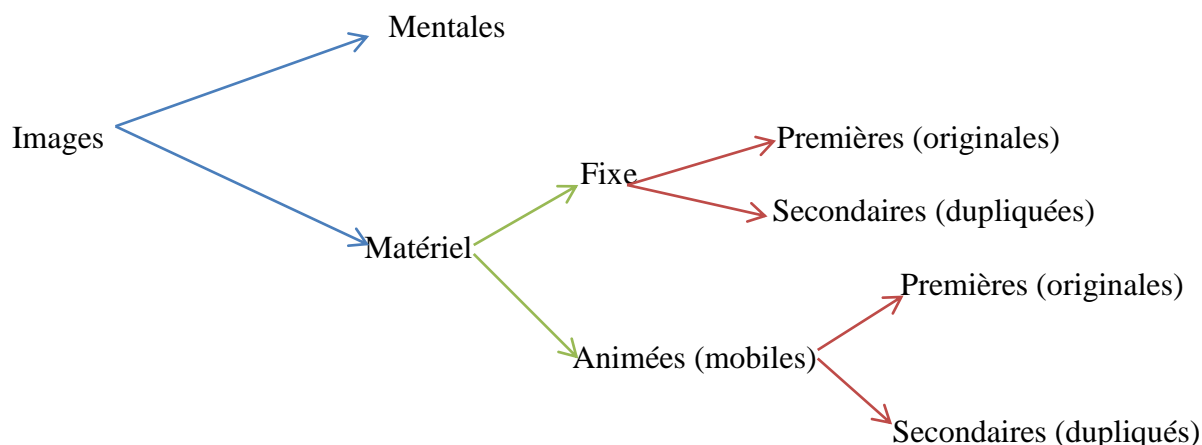 Mentales
Images
Premières (originales)
Fixe
Secondaires (dupliquées)
Matériel
Premières (originales)
Animées (mobiles)
Secondaires (dupliqués)